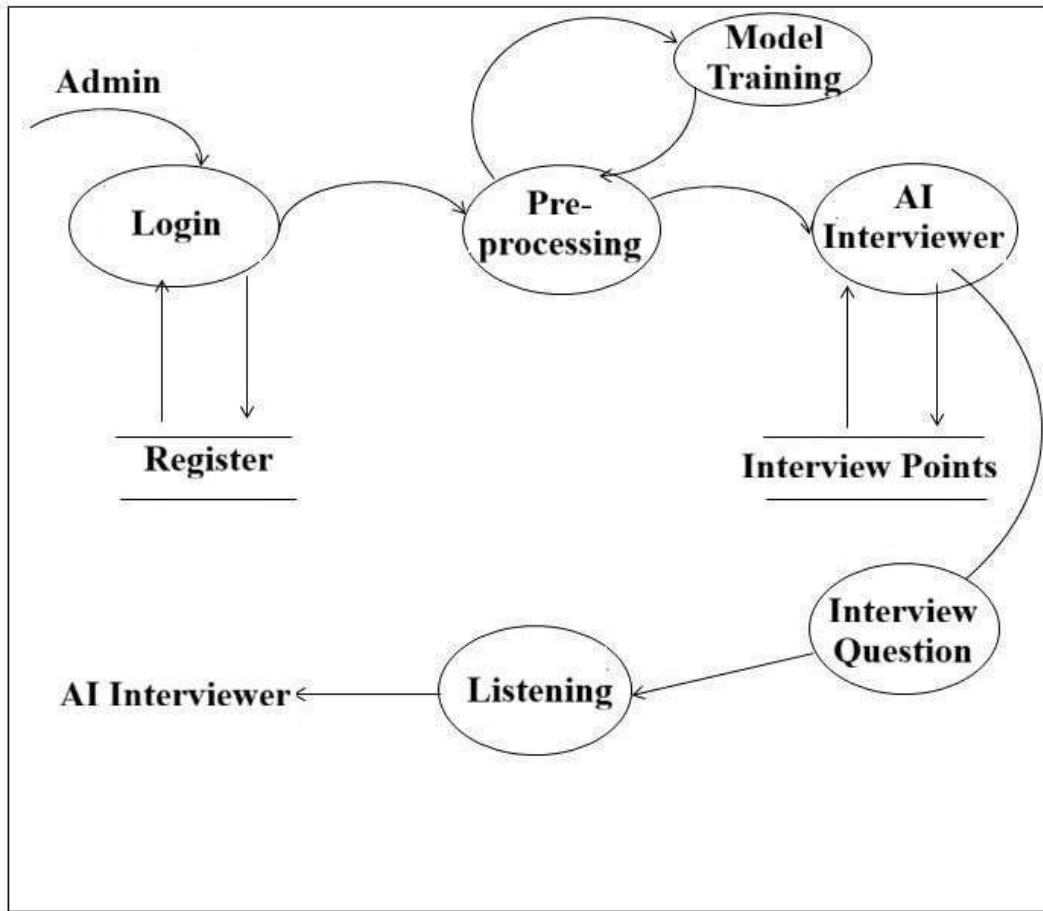 Model
Training
Admin
Login
Pre-
processing
AI
Interviewer
Register
Interview Points
Interview
Question
Listening
AI Interviewer